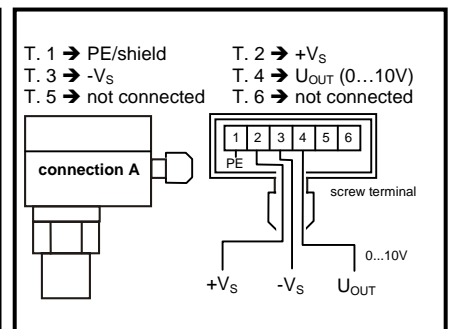 T. 1 ➔ PE/shield T. 2 ➔ +VS
T. 3 ➔ -VS T. 4 ➔ UOUT (0…10V)
T. 5 ➔ not connected T. 6 ➔ not connected
1 2 3 4 5 6
PE
connection A
screw terminal
0...10V
+VS -VS UOUT